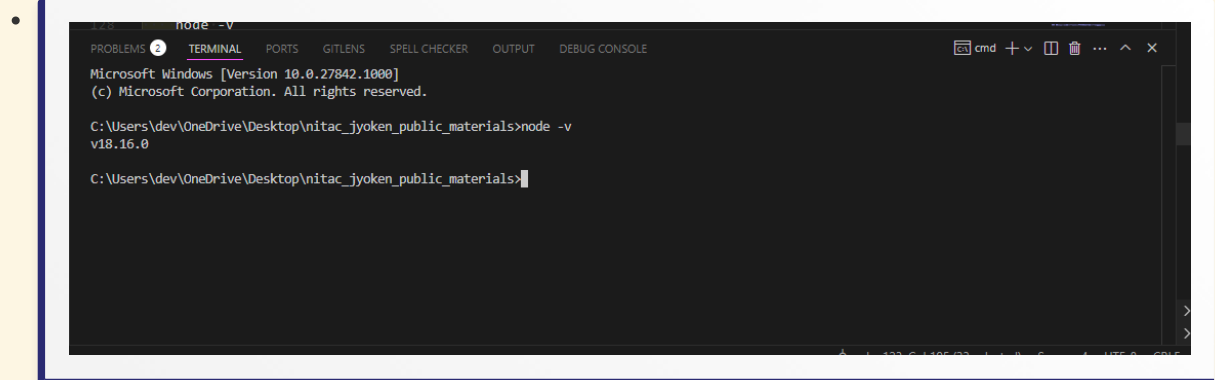 128 node -v
PROBLEMS 2 TERMINAL PORTS GITLENS SPELL CHECKER OUTPUT DEBUG CONSOLE cmd
Microsoft Windows [Version 10.0.27842.1000]
(c) Microsoft Corporation. All rights reserved.
C:\Users\dev\OneDrive\Desktop\nitac_jyoken_public_materials>node -v
v18.16.0
C:\Users\dev\OneDrive\Desktop\nitac_jyoken_public_materials>